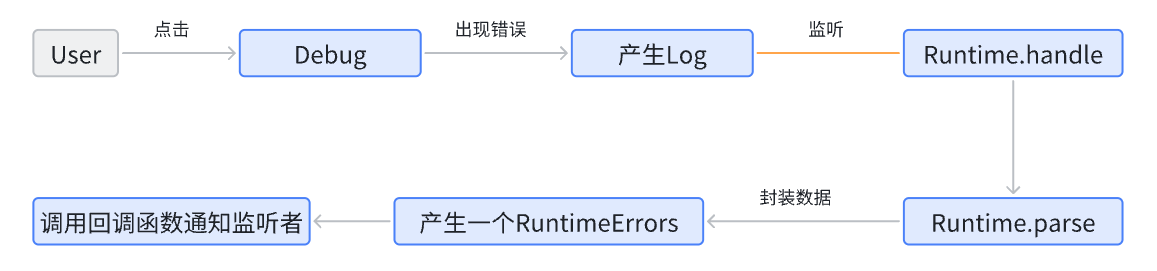 点击
出现错误
监听
User
Debug
产生Log
Runtime.handle
封装数据
调用回调函数通知监听者
产生一个RuntimeErrors
Runtime.parse